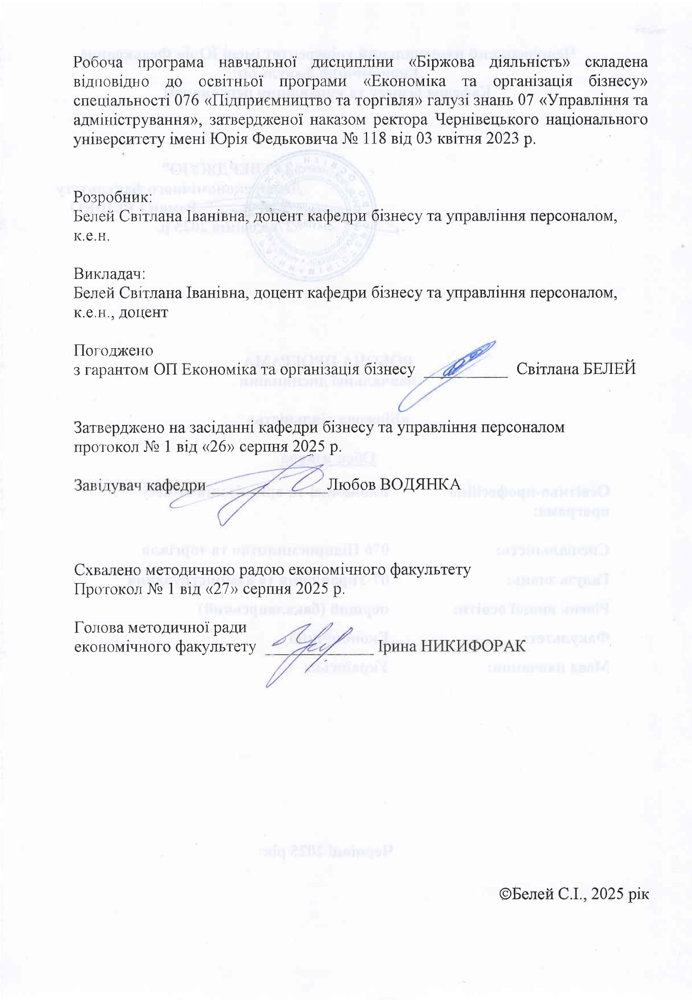 Робоча програма навчальної дисципліни «Біржова діяльність» складена
відповідно до освітньої програми «Економіка та організація бізнесу»
спеціальності 076 «Підприємництво та торгівля» галузі знань 07 «Управління та
адміністрування», затвердженої наказом ректора Чернівецького національного
університету імені Юрія Федьковича № 118 від 03 квітня 2023 р.
Розробник:
Белей Світлана Іванівна, доцент кафедри бізнесу та управління персоналом,
к.е.н.
Викладач:
Белей Світлана Іванівна, доцент кафедри бізнесу та управління персоналом,
к.е.н., доцент
Погоджено
з гарантом ОП Економіка та організація бізнесу __________ Світлана БЕЛЕЙ
Затверджено на засіданні кафедри бізнесу та управління персоналом
протокол № 1 від «26» серпня 2025 р.
Завідувач кафедри ______________Любов ВОДЯНКА
Схвалено методичною радою економічного факультету
Протокол № 1 від «27» серпня 2025 р.
Голова методичної ради
економічного факультету _____________ Ірина НИКИФОРАК
©Белей С.І., 2025 рік